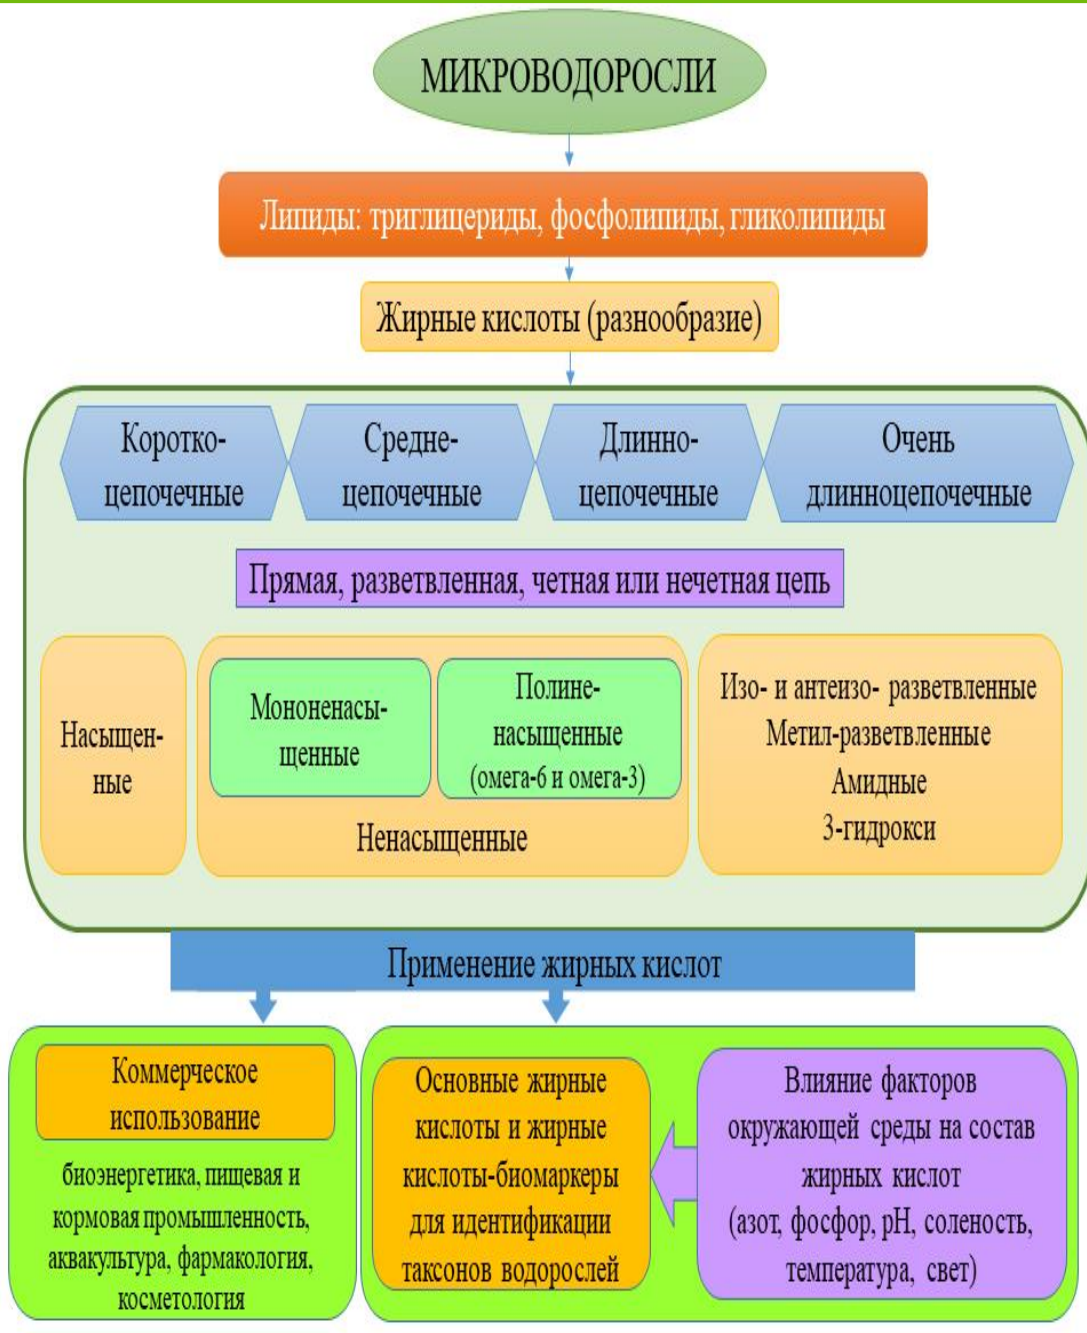 МИКРОВОДОРОСЛИ
Липиды: триглицериды, фосфолипиды, гликолипиды
Жирные кислоты (разнообразие)
Коротко-
цепочечные
Средне-
цепочечные
Длинно-
цепочечные
Очень
длинноцепочечные
Прямая, разветвленная, четная или нечетная цепь
Насыщен-
ные
Мононенасы-
щенные
Полине-
насыщенные
(омега-6 и омега-3)
Ненасыщенные
Изо- и антеизо- разветвленные
Метил-разветвленные
Амидные
3-гидрокси
Применение жирных кислот
Коммерческое
использование
биоэнергетика, пищевая и
кормовая промышленность,
аквакультура, фармакология,
косметология
Основные жирные
кислоты и жирные
кислоты-биомаркеры
для идентификации
таксонов водорослей
Влияние факторов
окружающей среды на состав
жирных кислот
(азот, фосфор, pH, соленость,
температура, свет)